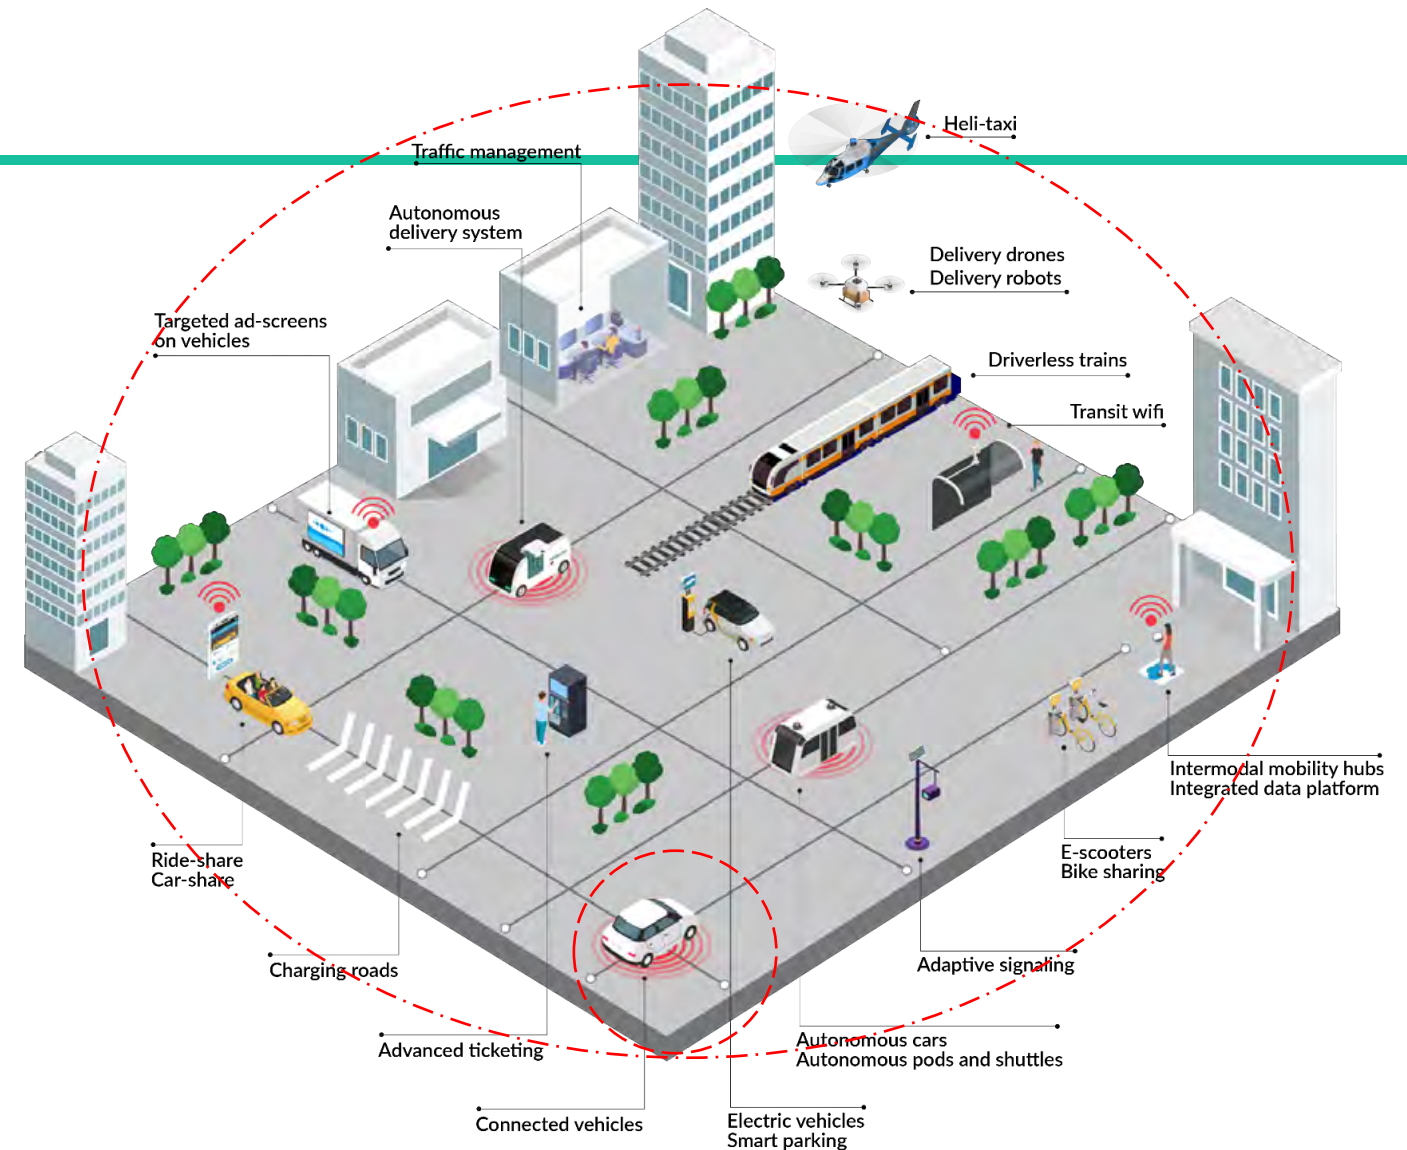 Heli-taxi
Traffic management
Autonomous
delivery system
Delivery drones
Delivery robots
Targeted ad-screens
on vehicles
Driverless trains
Transit wifi
Intermodal mobility hubs
Integrated data platform
Ride-share
Car-share
E-scooters
Bike sharing
Charging roads
Adaptive signaling
Advanced ticketing
Autonomous cars
Autonomous pods and shuttles
Connected vehicles
Electric vehicles
Smart parking